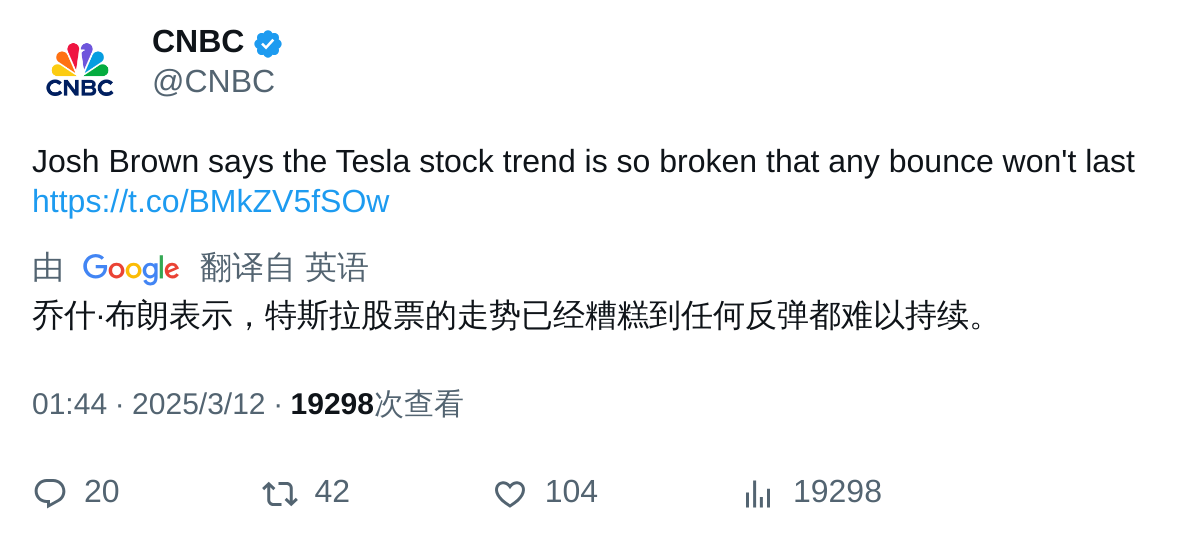 CNBC
CNBC
@CNBC
Josh Brown says the Tesla stock trend is so broken that any bounce won't last
https://t.co/BMkZV5fSOw
由 Google 翻译自 英语
乔什·布朗表示，特斯拉股票的走势已经糟糕到任何反弹都难以持续。
01:44 · 2025/3/12 · 19298次查看
20 42 104 19298